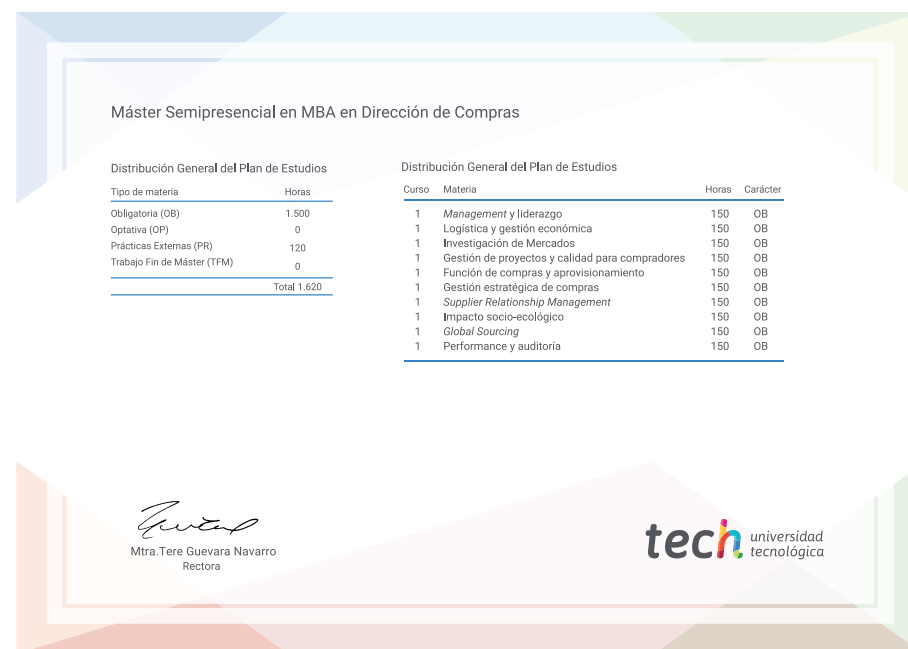 Máster Semipresencial en MBA en Dirección de Compras
Distribución General del Plan de Estudios
Tipo de materia Horas
Obligatoria (OB) 1.500
Optativa (OP) 0
Prácticas Externas (PR) 120
Trabajo Fin de Máster (TFM) 0
Total 1.620
Distribución General del Plan de Estudios
Curso Materia Horas Carácter
1 Management y liderazgo 150 OB
1 Logística y gestión económica 150 OB
1 Investigación de Mercados 150 OB
1 Gestión de proyectos y calidad para compradores 150 OB
1 Función de compras y aprovisionamiento 150 OB
1 Gestión estratégica de compras 150 OB
1 Supplier Relationship Management 150 OB
1 Impacto socio-ecológico 150 OB
1 Global Sourcing 150 OB
1 Performance y auditoría 150 OB
Mtra.Tere Guevara Navarro
Rectora
tech universidad
tecnológica